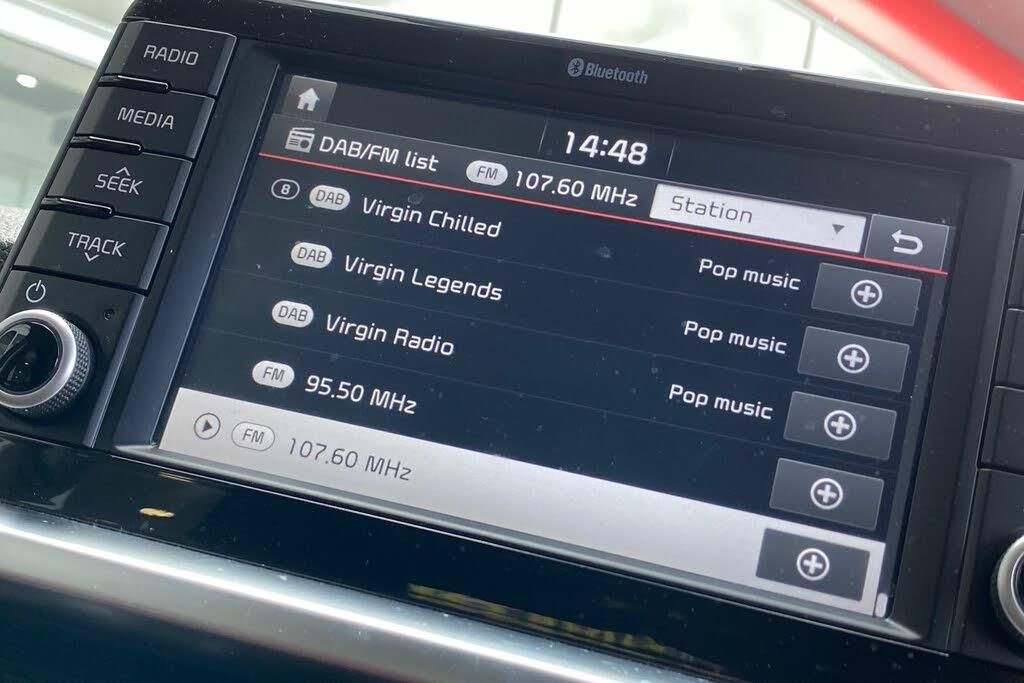 Bluetooth
RADIO
MEDIA
SEEK
TRACK
14:48
DAB/FM list FM 107.60 MHz Station
8 DAB Virgin Chilled Pop music
DAB Virgin Legends Pop music
DAB Virgin Radio Pop music
FM 95.50 MHz
FM 107.60 MHz